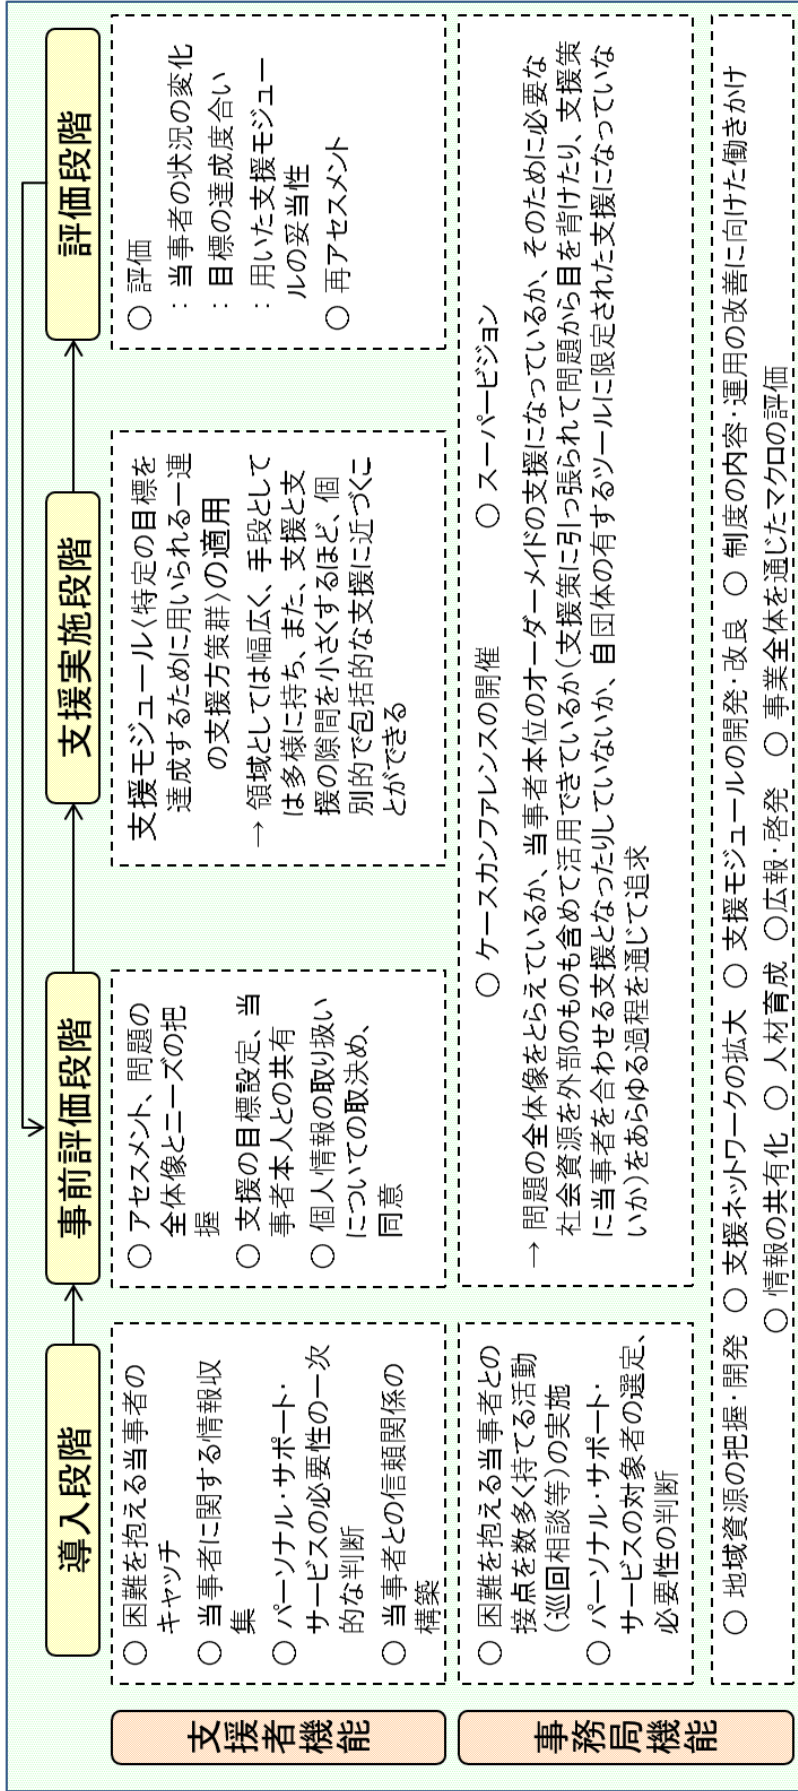 導入段階
事前評価段階
支援実施段階
評価段階
支援者機能
○ 困難を抱える当事者の
キャッチ
○ 当事者に関する情報収
集
○ パーソナル・サポート・
サービスの必要性の一次
的な判断
○ 当事者との信頼関係の
構築
○ アセスメント、問題の
全体像とニーズの把
握
○ 支援の目標設定、当
事者本人との共有
○ 個人情報の取り扱い
についての取決め、
同意
支援モジュール〈特定の目標を
達成するために用いられる一連
の支援方策群〉の適用
→ 領域としては幅広く、手段として
は多様に持ち、また、支援と支
援の隙間を小さくするほど、個
別的で包括的な支援に近づくこ
とができる
○ 評価
：当事者の状況の変化
：目標の達成度合い
：用いた支援モジュー
ルの妥当性
○ 再アセスメント
事務局機能
○ 困難を抱える当事者との
接点を数多く持てる活動
（巡回相談等）の実施
○ パーソナル・サポート・
サービスの対象者の選定、
必要性の判断
○ ケースカンファレンスの開催 ○ スーパービジョン
→ 問題の全体像をとらえているか、当事者本位のオーダーメイドの支援になっているか、そのために必要な
社会資源を外部のものも含めて活用できているか（支援策に引っ張られて問題から目を背けたり、支援策
に当事者を合わせる支援となったりしていないか、自団体の有するツールに限定された支援になっていな
いか）をあらゆる過程を通じて追求
○ 地域資源の把握・開発 ○ 支援ネットワークの拡大 ○ 支援モジュールの開発・改良 ○ 制度の内容・運用の改善に向けた働きかけ
○ 情報の共有化 ○ 人材育成 ○広報・啓発 ○ 事業全体を通じたマクロの評価